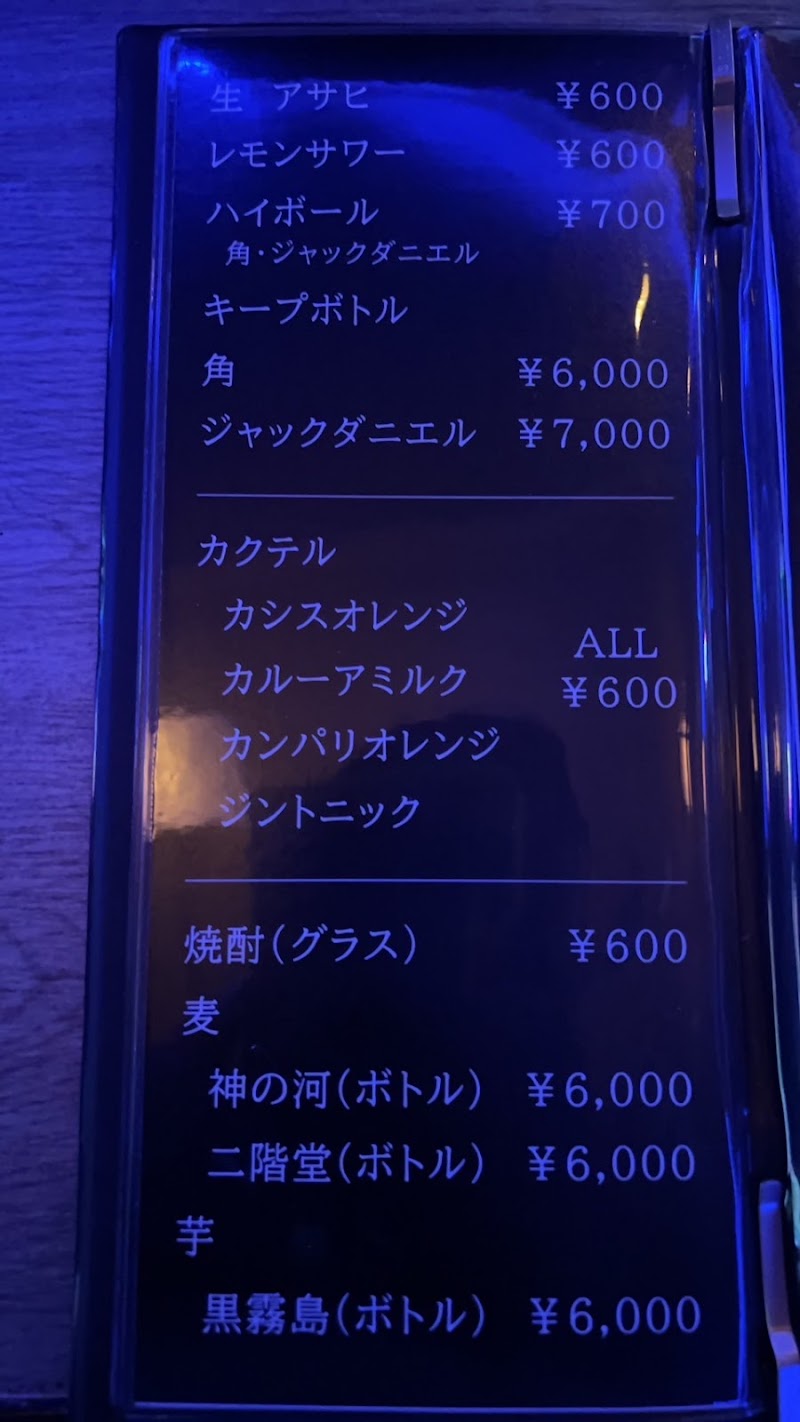 生 アサヒ ¥600
レモンサワー ¥600
ハイボール ¥700
角・ジャックダニエル
キープボトル
角 ¥6,000
ジャックダニエル ¥7,000
カクテル
カシスオレンジ
カルーアミルク
カンパリオレンジ
ジントニック
ALL
¥600
焼酎(グラス) ¥600
麦
神の河(ボトル) ¥6,000
二階堂(ボトル) ¥6,000
芋
黒霧島(ボトル) ¥6,000